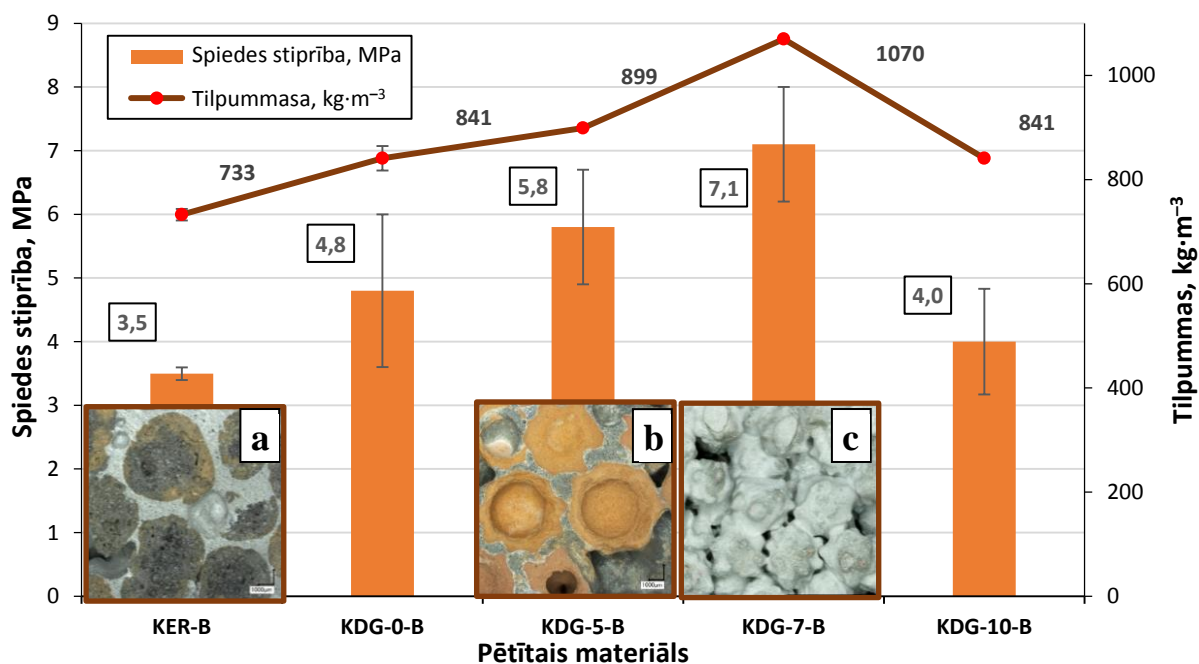 Spiedes stiprība, MPa
Tilpummasa, kg·m⁻³
9
8
7
6
5
4
3
2
1
0
Spiedes stiprība, MPa
1000
800
600
400
200
0
Tilpummas, kg·m⁻³
733
841
899
1070
841
3,5
4,8
5,8
7,1
4,0
a
b
c
1000µm
1000µm
KER-B
KDG-0-B
KDG-5-B
KDG-7-B
KDG-10-B
Pētītais materiāls